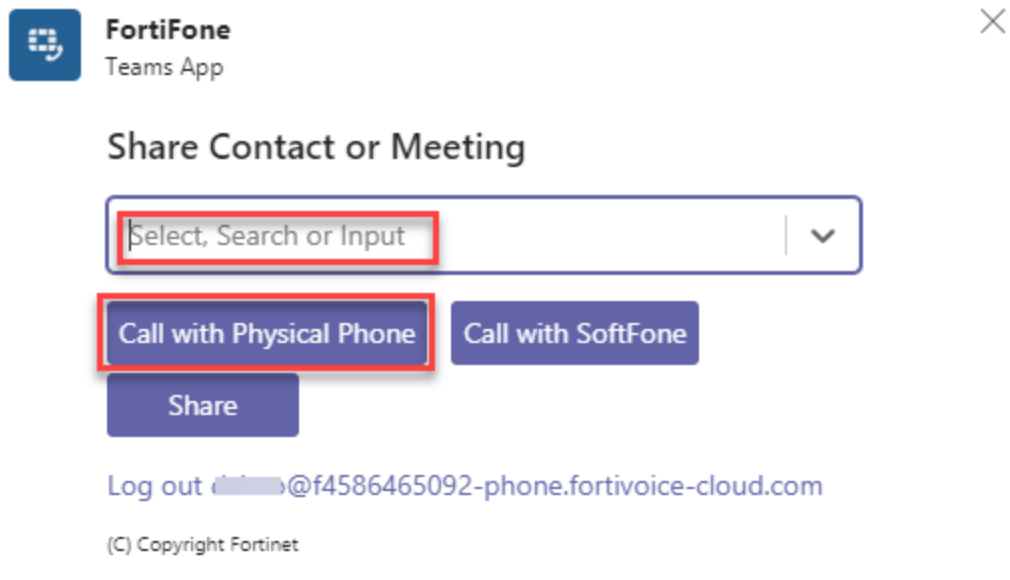 FortiFone
Teams App
Share Contact or Meeting
Select, Search or Input
Call with Physical Phone Call with SoftFone
Share
Log out @f4586465092-phone.fortivoice-cloud.com
(C) Copyright Fortinet